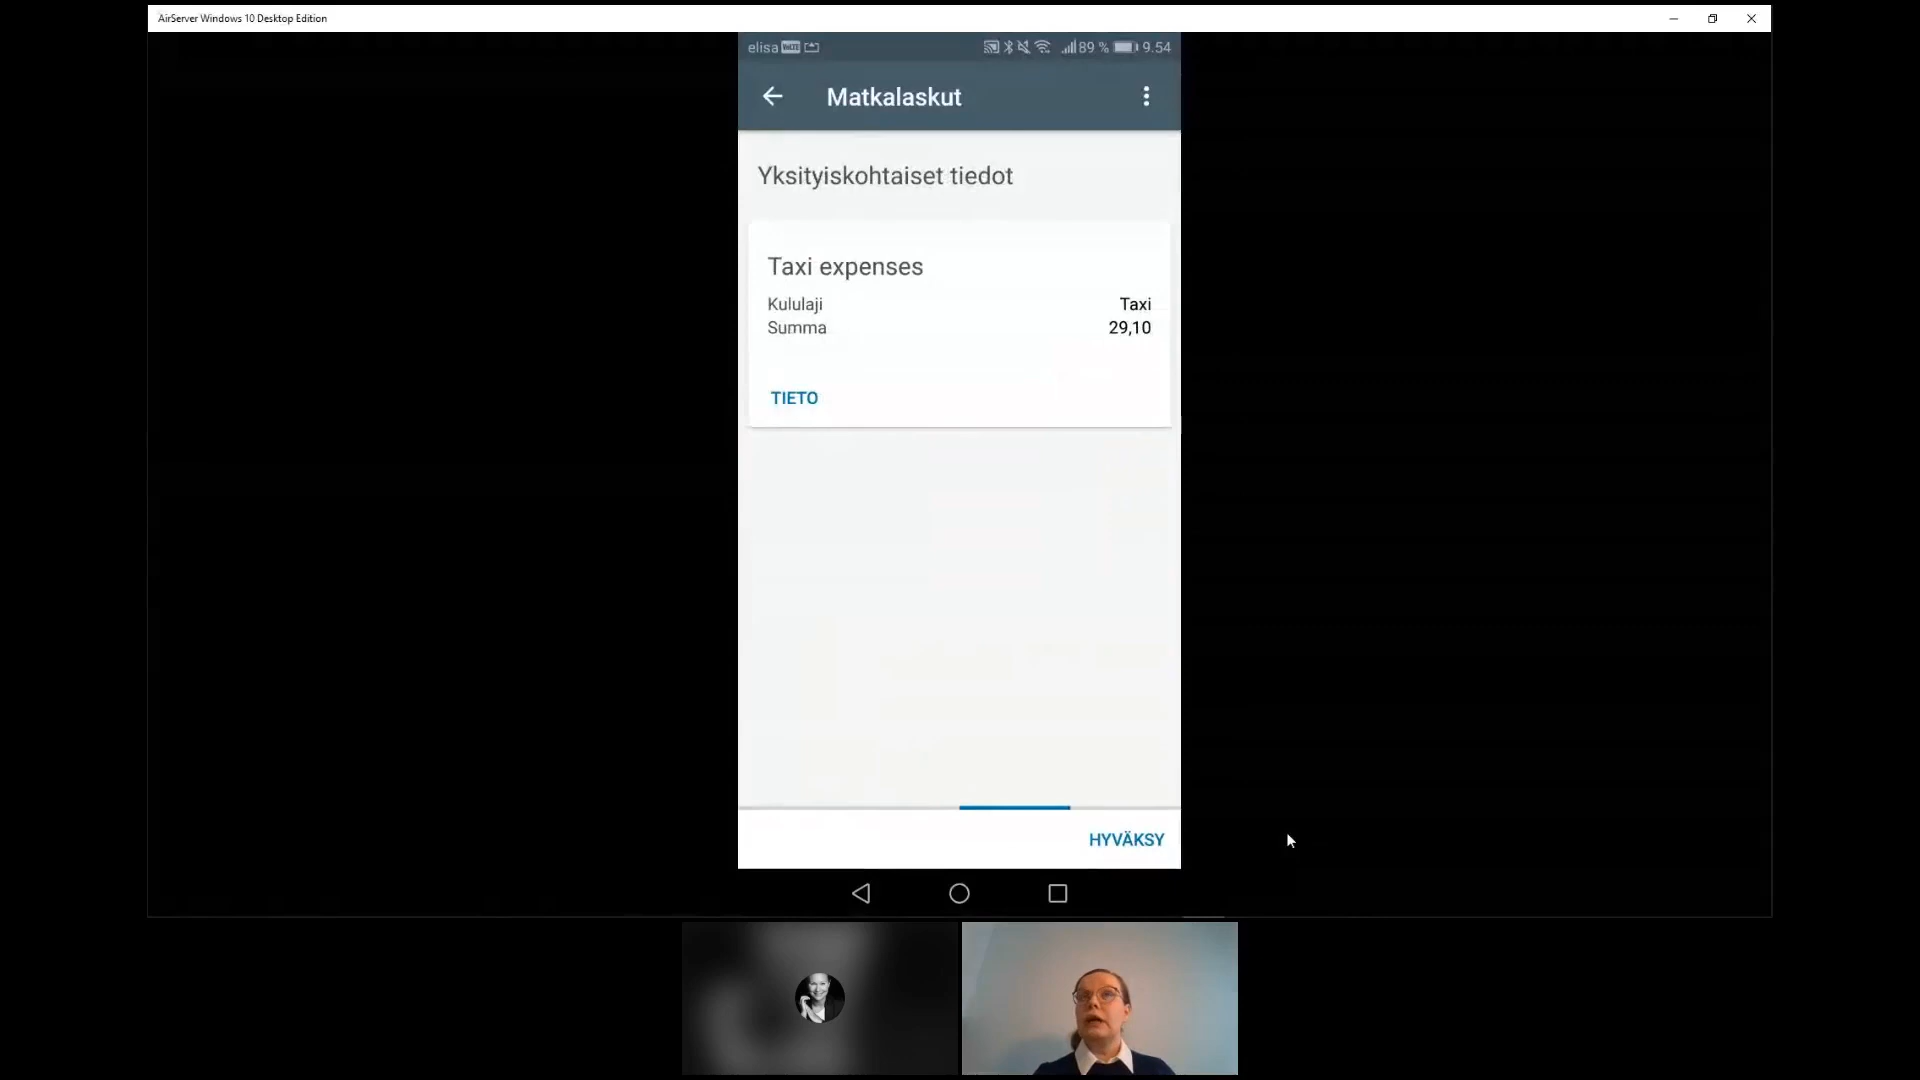 AirServer Windows 10 Desktop Edition
elisa VoLTE 89 % 9.54
Matkalaskut
Yksityiskohtaiset tiedot
Taxi expenses
Kululaji Taxi
Summa 29,10
TIETO
HYVÄKSY